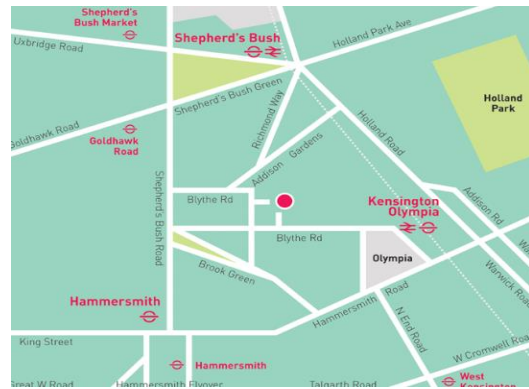 Shepherd's
Bush Market
Uxbridge Road
Shepherd's Bush
Holland Park Ave
Shepherd's Bush Green
Holland
Park
Goldhawk Road
Goldhawk
Road
Richmond Way
Addison Gardens
Holland Road
Shepherd's Bush Road
Blythe Rd
Kensington
Olympia
Addison Rd
Blythe Rd
Brook Green
Olympia
Warwick Road
Hammersmith
Hammersmith Road
N End Road
King Street
Hammersmith
W Cromwell Road
Great W Road
Hammersmith Flyover
Talgarth Road
West
Kensington